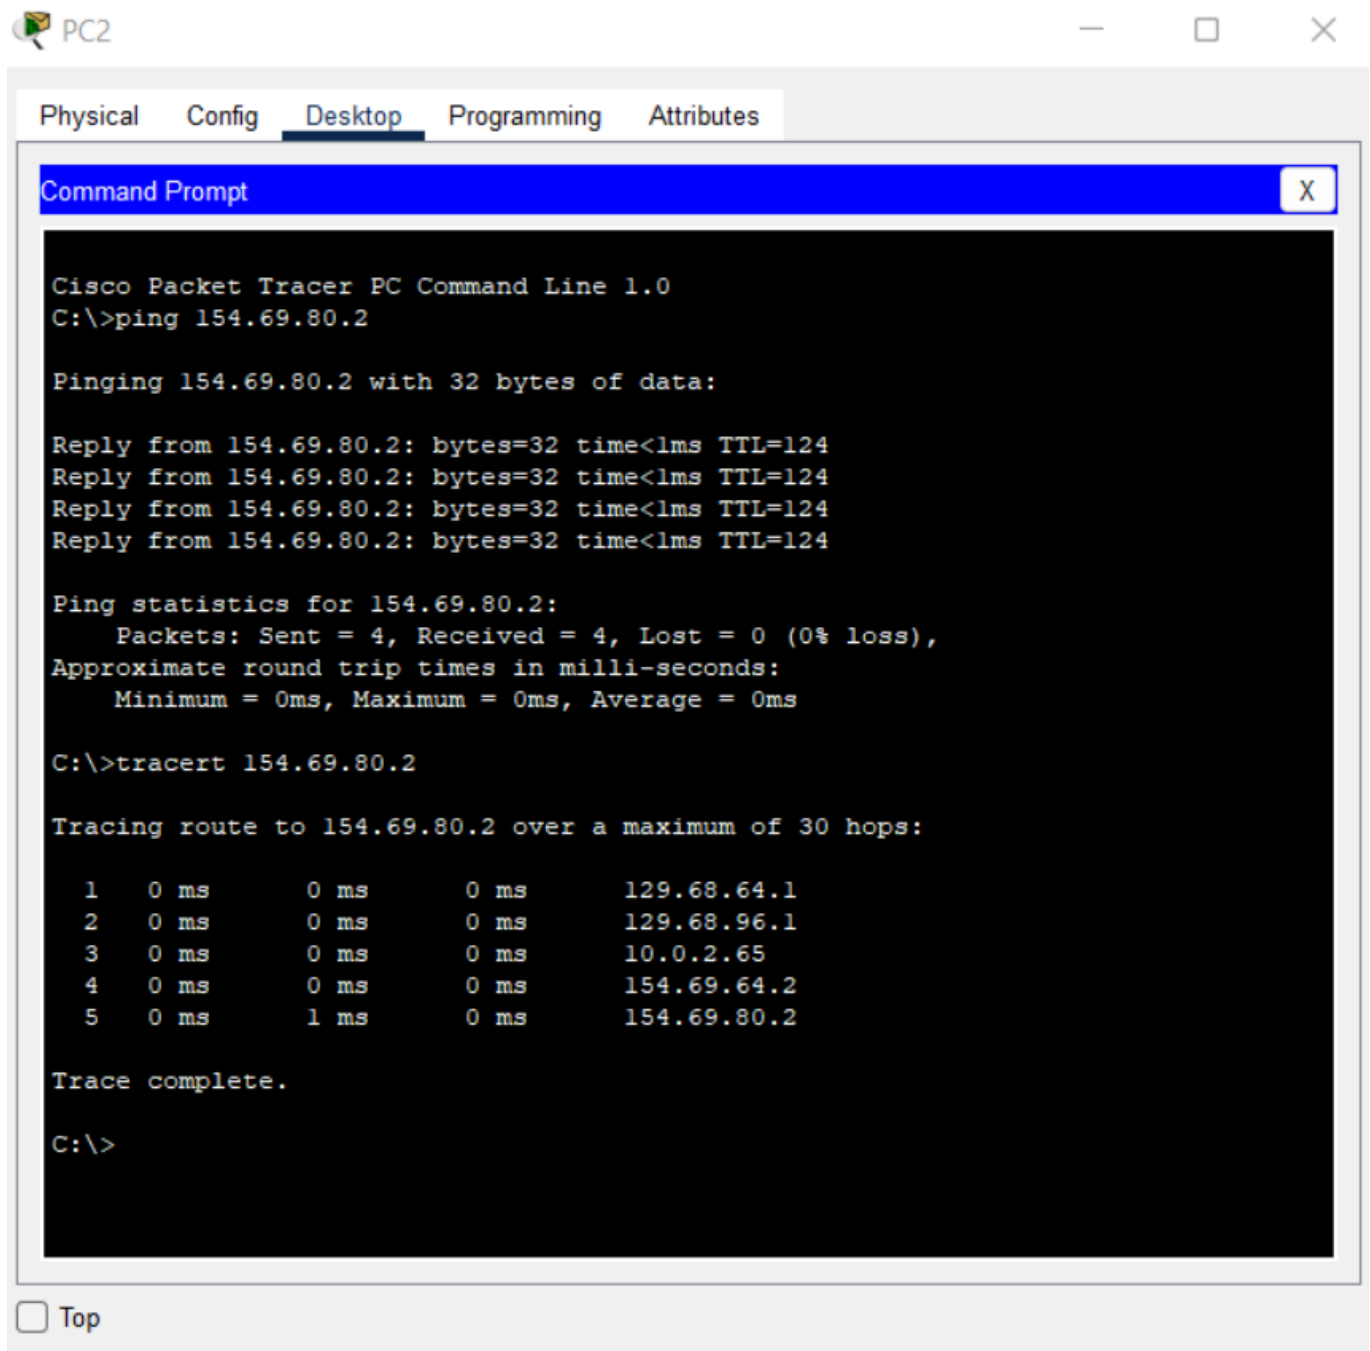 PC2
Physical Config Desktop Programming Attributes
Command Prompt X
Cisco Packet Tracer PC Command Line 1.0
C:\>ping 154.69.80.2
Pinging 154.69.80.2 with 32 bytes of data:
Reply from 154.69.80.2: bytes=32 time<1ms TTL=124
Reply from 154.69.80.2: bytes=32 time<1ms TTL=124
Reply from 154.69.80.2: bytes=32 time<1ms TTL=124
Reply from 154.69.80.2: bytes=32 time<1ms TTL=124
Ping statistics for 154.69.80.2:
Packets: Sent = 4, Received = 4, Lost = 0 (0% loss),
Approximate round trip times in milli-seconds:
Minimum = 0ms, Maximum = 0ms, Average = 0ms
C:\>tracert 154.69.80.2
Tracing route to 154.69.80.2 over a maximum of 30 hops:
1 0 ms 0 ms 0 ms 129.68.64.1
2 0 ms 0 ms 0 ms 129.68.96.1
3 0 ms 0 ms 0 ms 10.0.2.65
4 0 ms 0 ms 0 ms 154.69.64.2
5 0 ms 1 ms 0 ms 154.69.80.2
Trace complete.
C:\>
Top